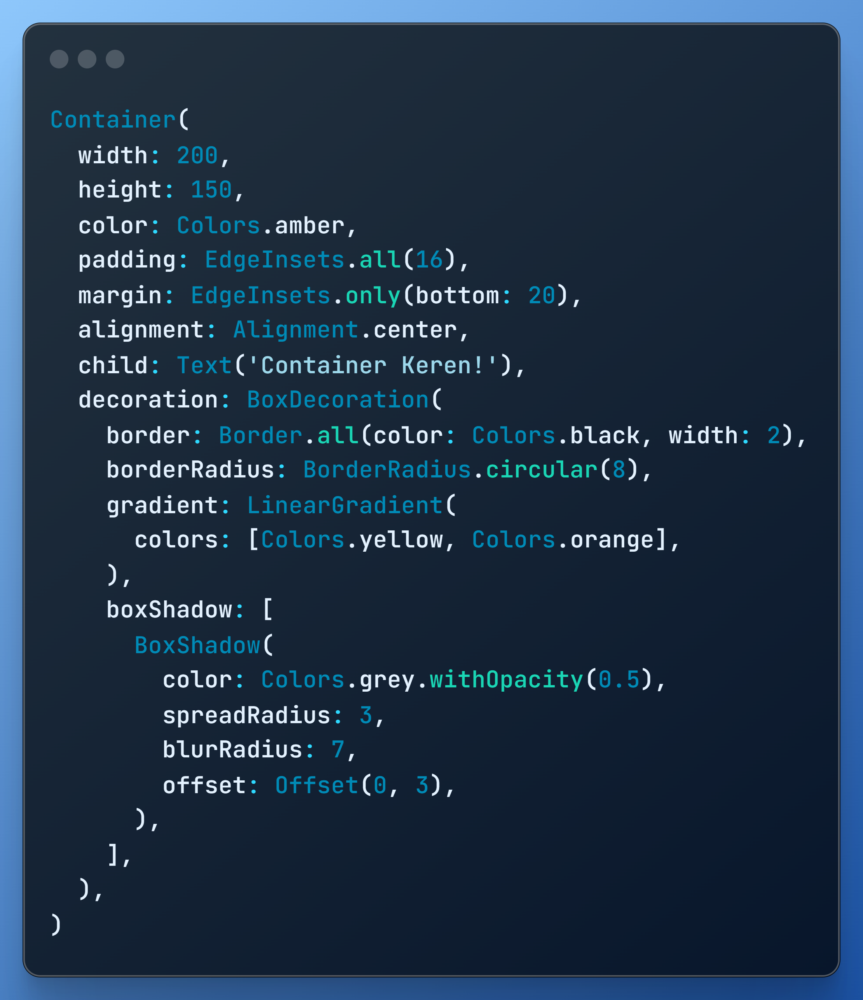 Container(
  width: 200,
  height: 150,
  color: Colors.amber,
  padding: EdgeInsets.all(16),
  margin: EdgeInsets.only(bottom: 20),
  alignment: Alignment.center,
  child: Text('Container Keren!'),
  decoration: BoxDecoration(
    border: Border.all(color: Colors.black, width: 2),
    borderRadius: BorderRadius.circular(8),
    gradient: LinearGradient(
      colors: [Colors.yellow, Colors.orange],
    ),
    boxShadow: [
      BoxShadow(
        color: Colors.grey.withOpacity(0.5),
        spreadRadius: 3,
        blurRadius: 7,
        offset: Offset(0, 3),
      ),
    ],
  ),
)